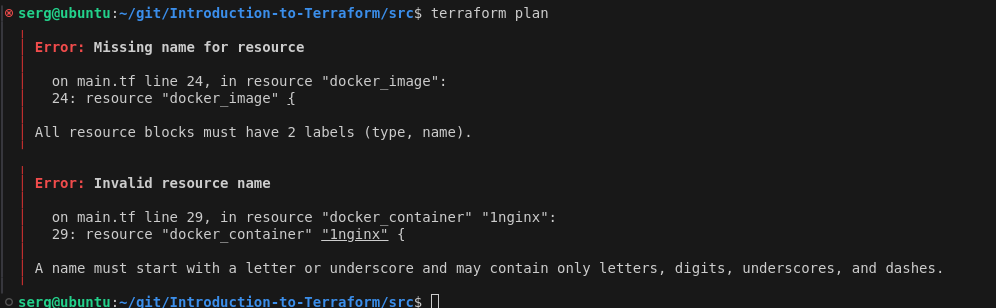 serg@ubuntu:~/git/Introduction-to-Terraform/src$ terraform plan
Error: Missing name for resource
on main.tf line 24, in resource "docker_image":
24: resource "docker_image" {
All resource blocks must have 2 labels (type, name).
Error: Invalid resource name
on main.tf line 29, in resource "docker_container" "1nginx":
29: resource "docker_container" "1nginx" {
A name must start with a letter or underscore and may contain only letters, digits, underscores, and dashes.
serg@ubuntu:~/git/Introduction-to-Terraform/src$